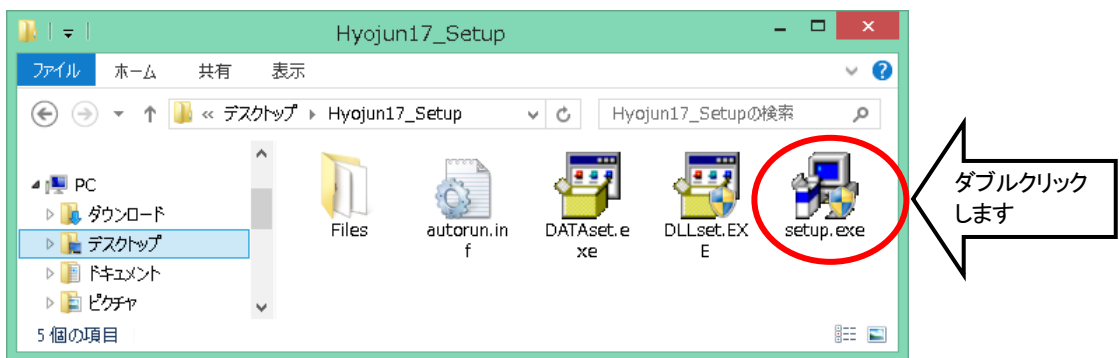 Hyojun17_Setup
ファイル ホーム 共有 表示
« デスクトップ ▸ Hyojun17_Setup
Hyojun17_Setupの検索
PC
ダウンロード
デスクトップ
ドキュメント
ピクチャ
Files
autorun.in
f
DATAset.e
xe
DLLset.EX
E
setup.exe
ダブルクリック
します
5 個の項目